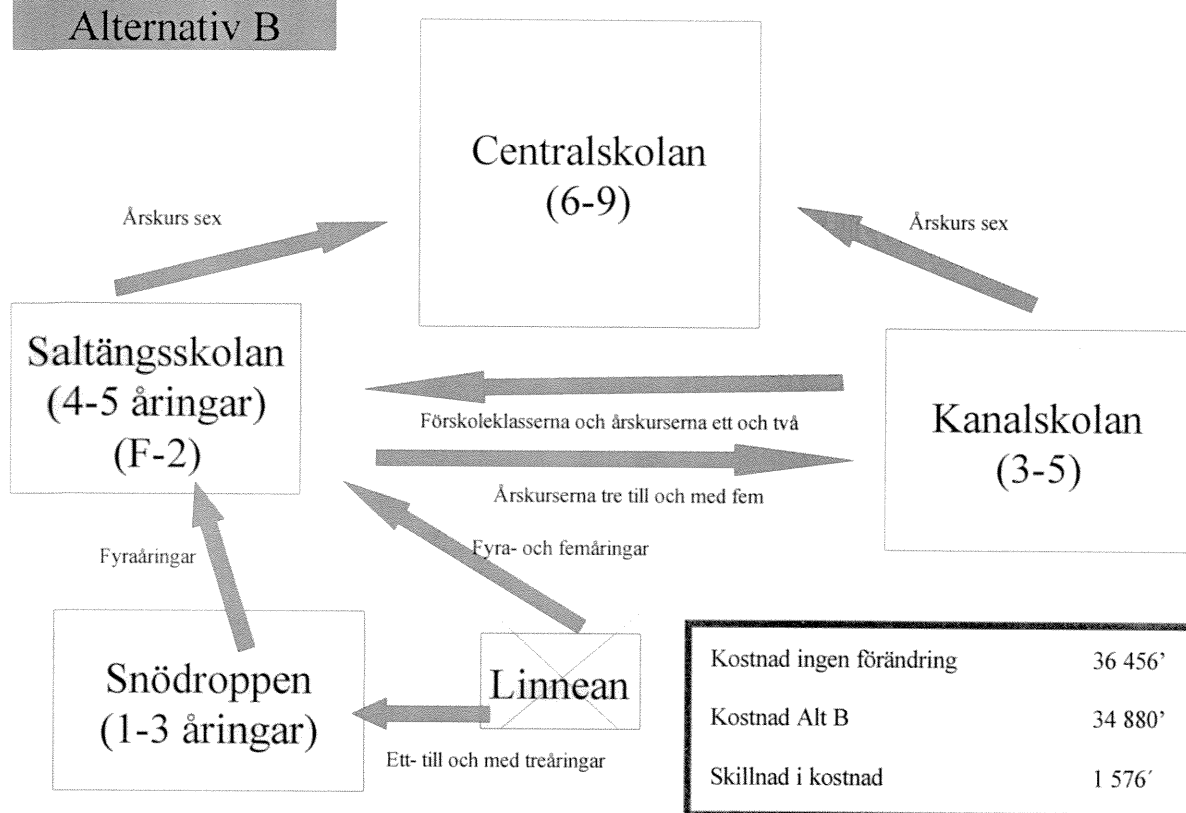 Alternativ B
Centralskolan
(6-9)
Årskurs sex
Årskurs sex
Saltängsskolan
(4-5 åringar)
(F-2)
Förskoleklasserna och årskurserna ett och två
Kanalskolan
(3-5)
Årskurserna tre till och med fem
Fyraåringar
Fyra- och femåringar
Snödroppen
(1-3 åringar)
Linnean
Ett- till och med treåringar
Kostnad ingen förändring 36 456’
Kostnad Alt B 34 880’
Skillnad i kostnad 1 576´